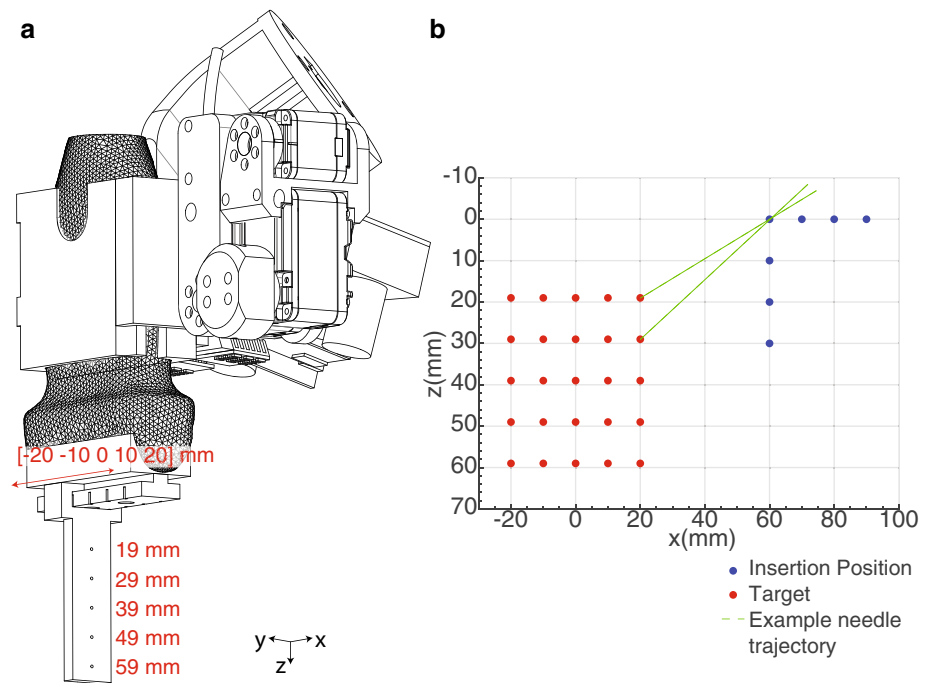 a
[-20 -10 0 10 20] mm
19 mm
29 mm
39 mm
49 mm
59 mm
y
x
z
b
-10
0
10
20
30
40
50
60
70
z(mm)
-20 0 20 40 60 80 100
x(mm)
Insertion Position
Target
Example needle
trajectory